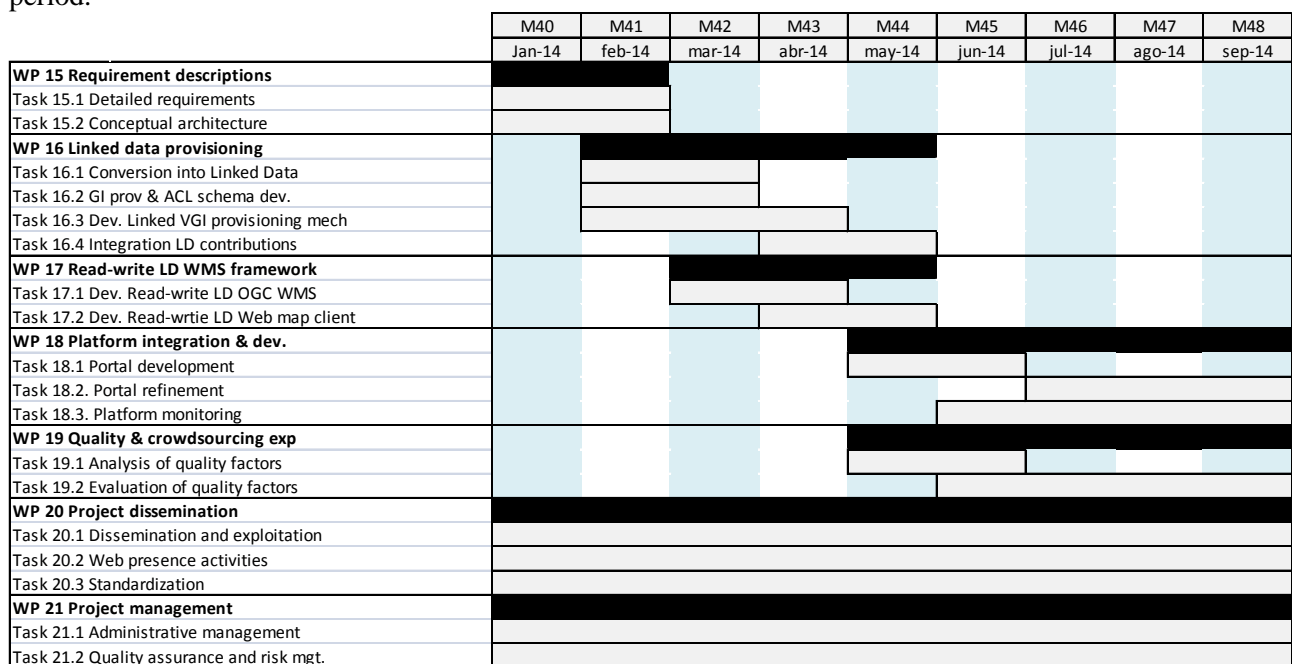 period.
M40 M41 M42 M43 M44 M45 M46 M47 M48
Jan-14 feb-14 mar-14 abr-14 may-14 jun-14 jul-14 ago-14 sep-14
WP 15 Requirement descriptions
Task 15.1 Detailed requirements
Task 15.2 Conceptual architecture
WP 16 Linked data provisioning
Task 16.1 Conversion into Linked Data
Task 16.2 GI prov & ACL schema dev.
Task 16.3 Dev. Linked VGI provisioning mech
Task 16.4 Integration LD contributions
WP 17 Read-write LD WMS framework
Task 17.1 Dev. Read-write LD OGC WMS
Task 17.2 Dev. Read-wrtie LD Web map client
WP 18 Platform integration & dev.
Task 18.1 Portal development
Task 18.2. Portal refinement
Task 18.3. Platform monitoring
WP 19 Quality & crowdsourcing exp
Task 19.1 Analysis of quality factors
Task 19.2 Evaluation of quality factors
WP 20 Project dissemination
Task 20.1 Dissemination and exploitation
Task 20.2 Web presence activities
Task 20.3 Standardization
WP 21 Project management
Task 21.1 Administrative management
Task 21.2 Quality assurance and risk mgt.